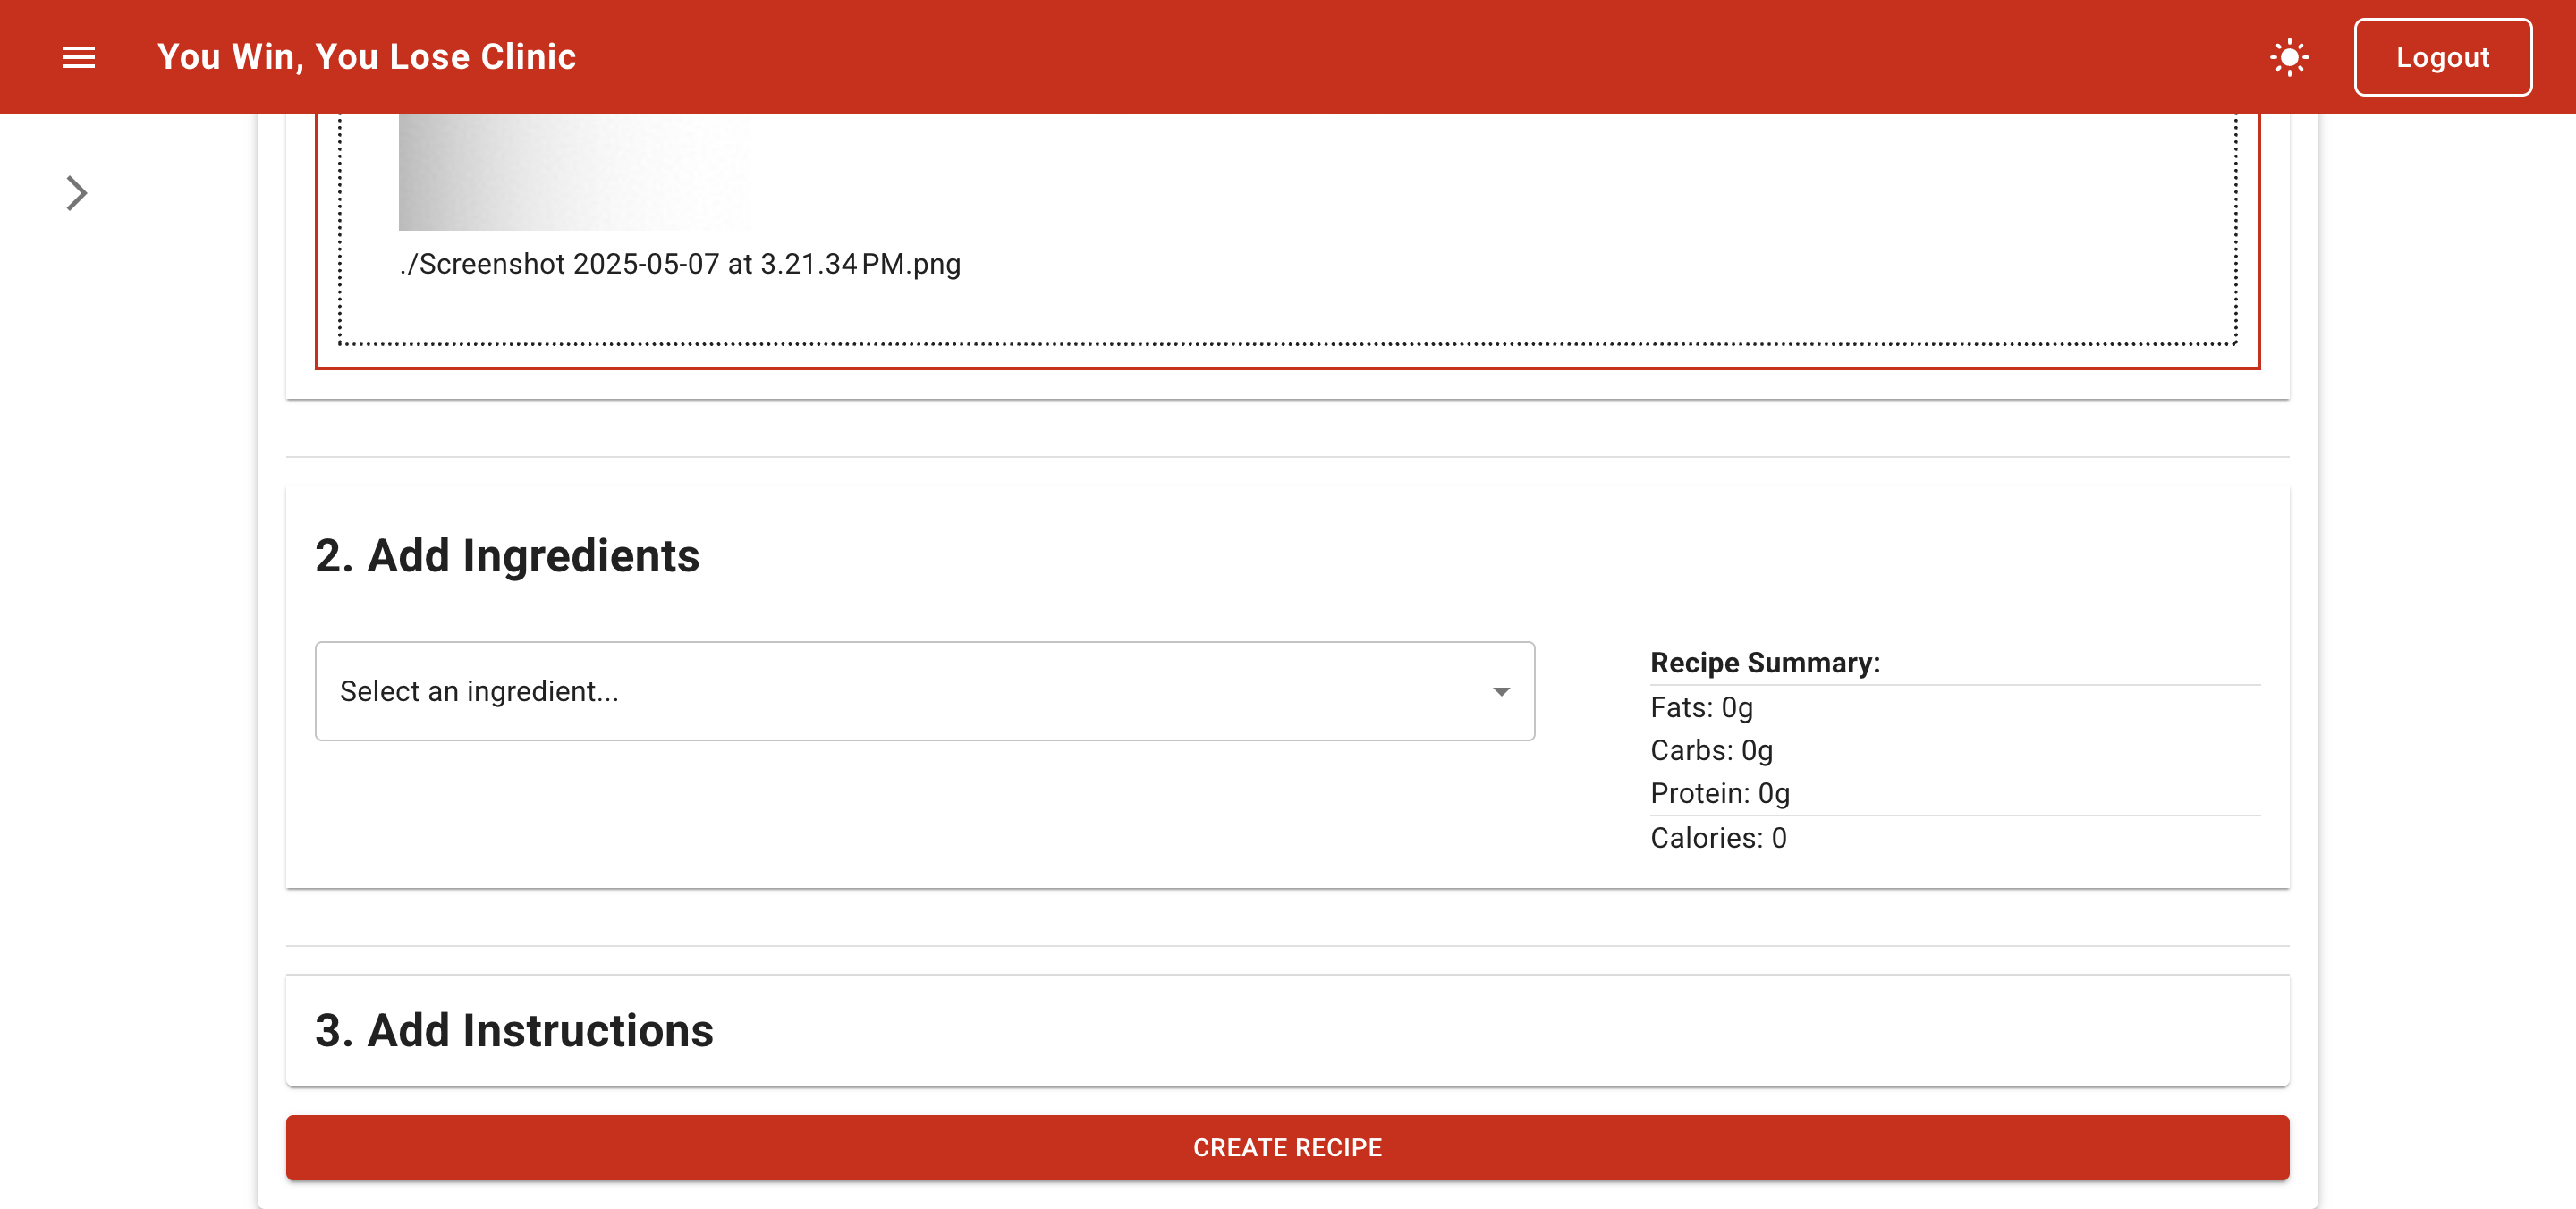 You Win, You Lose Clinic
Logout
./Screenshot 2025-05-07 at 3.21.34 PM.png
2. Add Ingredients
Select an ingredient...
Recipe Summary:
Fats: 0g
Carbs: 0g
Protein: 0g
Calories: 0
3. Add Instructions
CREATE RECIPE